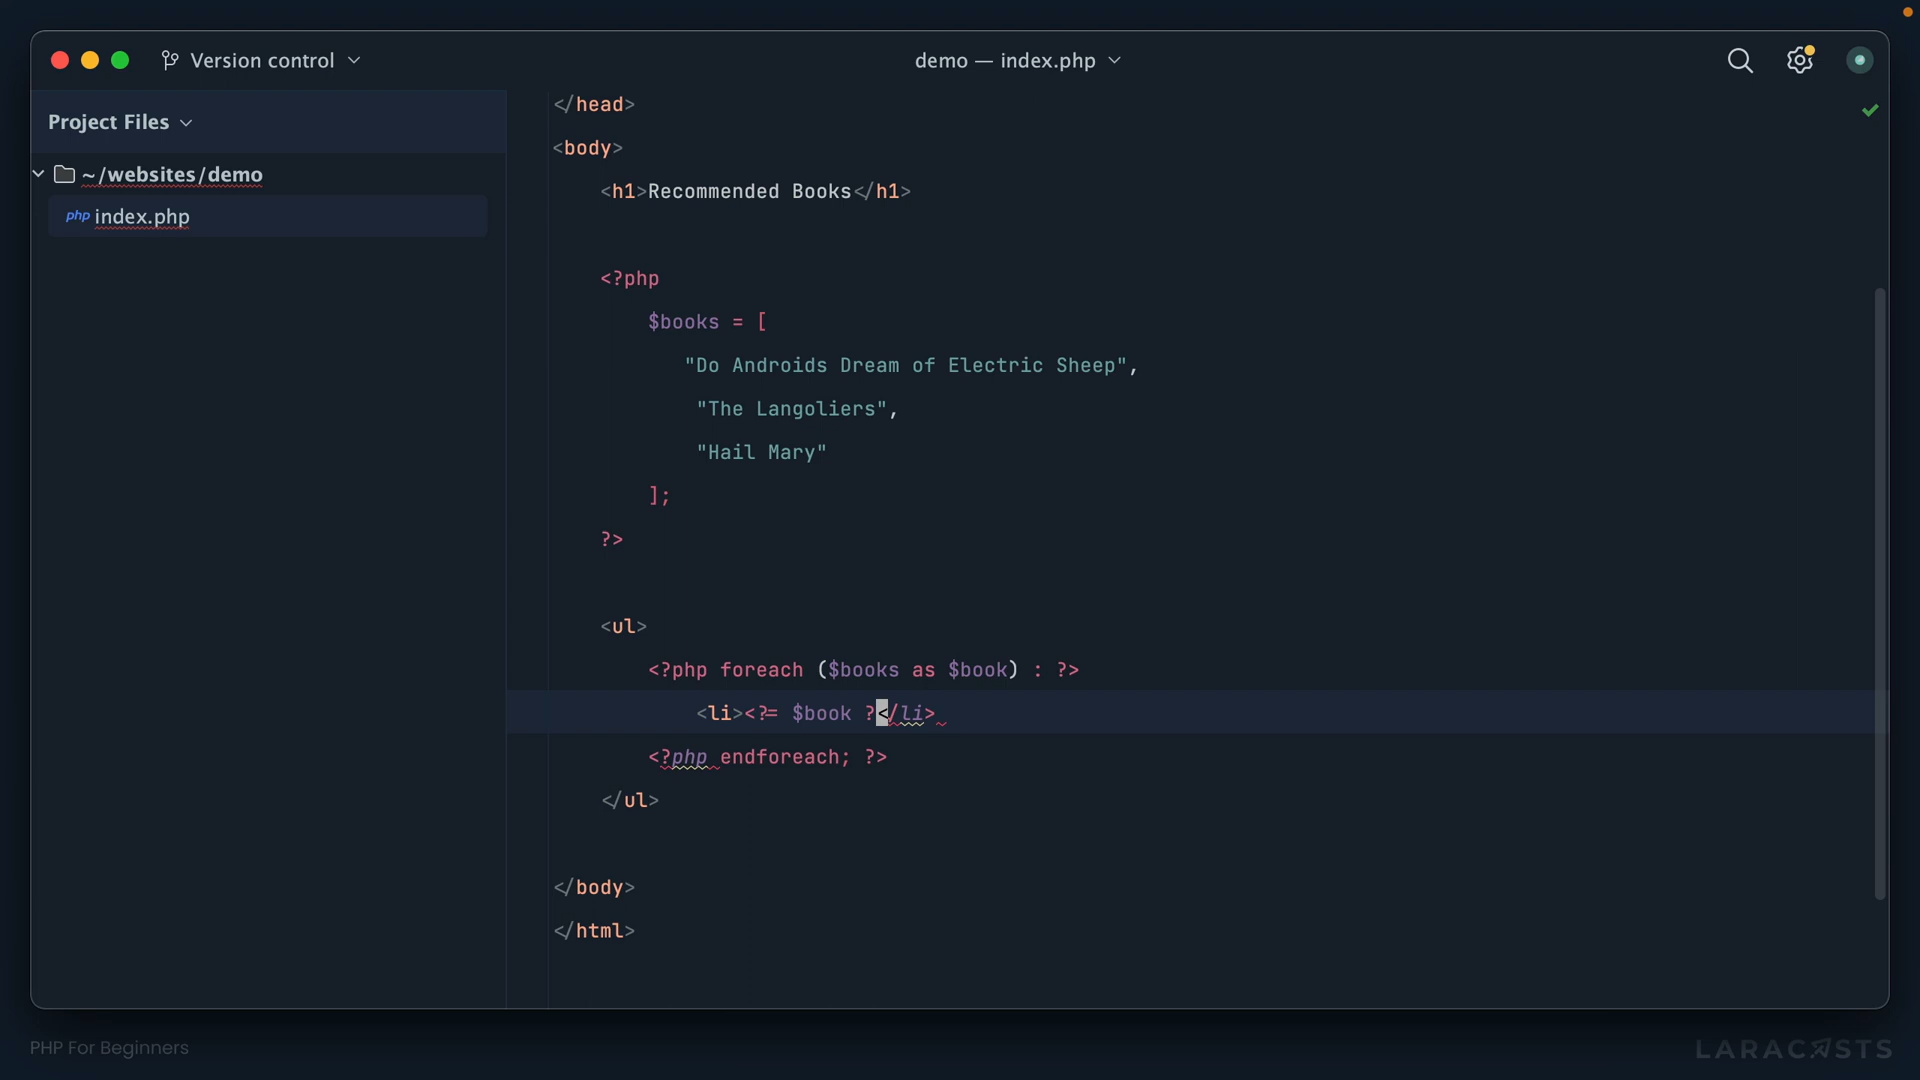 Version control
demo — index.php
Project Files
~/websites/demo
php index.php
</head>
<body>
<h1>Recommended Books</h1>
<?php
$books = [
"Do Androids Dream of Electric Sheep",
"The Langoliers",
"Hail Mary"
];
?>
<ul>
<?php foreach ($books as $book) : ?>
<li><?= $book ?</li>
<?php endforeach; ?>
</ul>
</body>
</html>
PHP For Beginners
LARACASTS